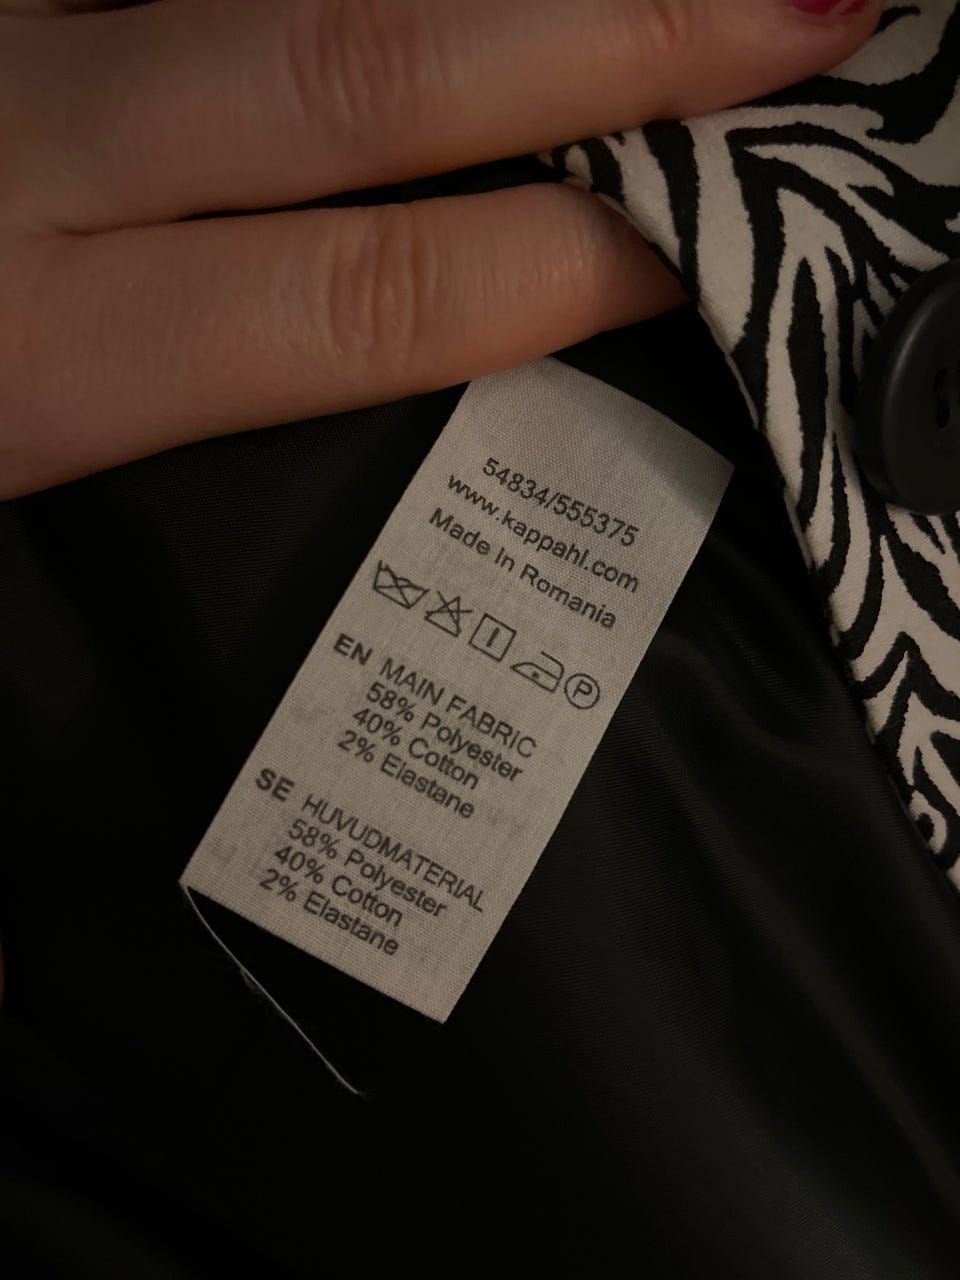 54834/555375
www.kappahl.com
Made In Romania
P
EN MAIN FABRIC
58% Polyester
40% Cotton
2% Elastane
SE HUVUDMATERIAL
58% Polyester
40% Cotton
2% Elastane